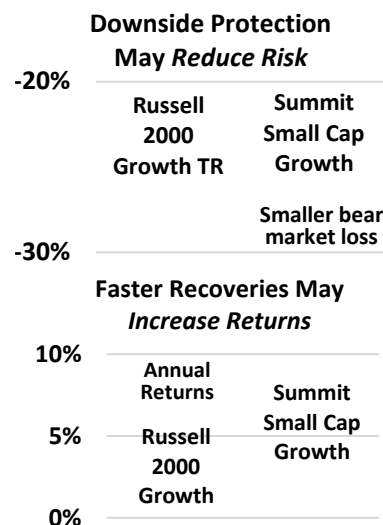 Downside Protection
May Reduce Risk
-20%
Russell
2000
Growth TR
Summit
Small Cap
Growth
Smaller bear
market loss
-30%
Faster Recoveries May
Increase Returns
10%
Annual
Returns
Summit
Small Cap
Growth
5%
Russell
2000
Growth
0%